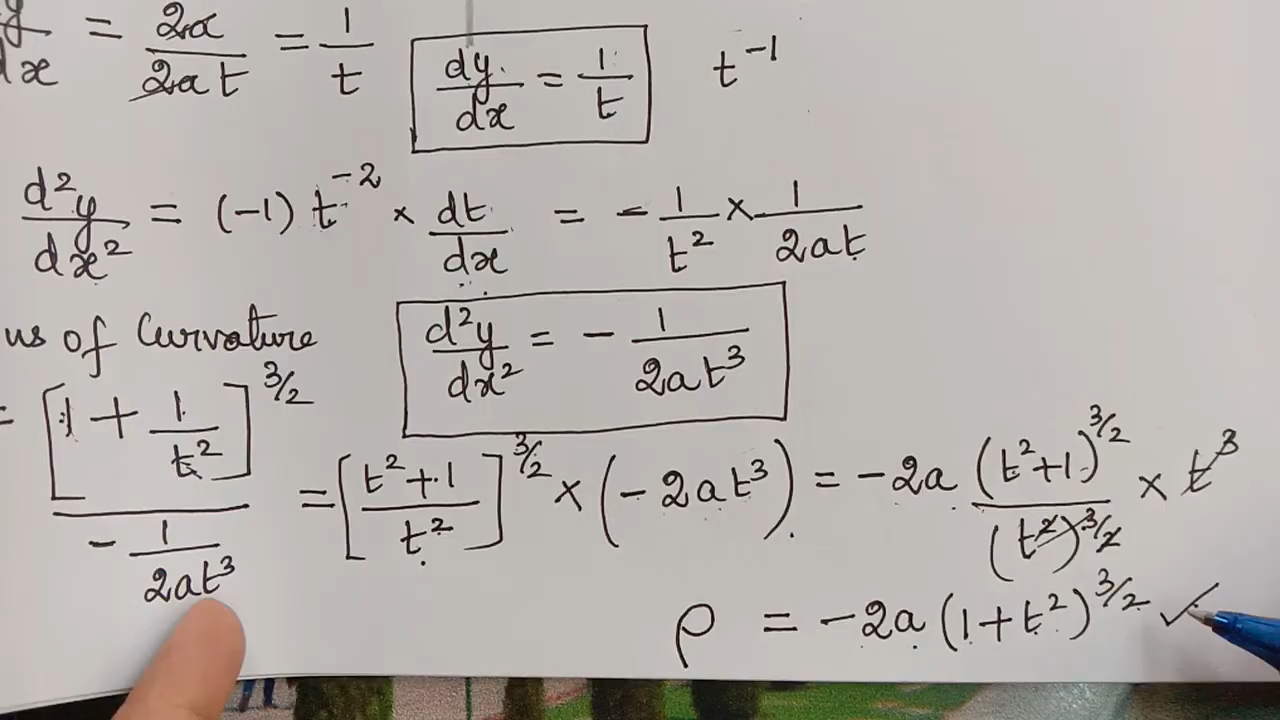 dy/dx = 2a/2at = 1/t dy/dx = 1/t t^-1
d²y/dx² = (-1) t^-2 × dt/dx = - 1/t² × 1/2at
us of Curvature d²y/dx² = - 1/2at³
= [1 + 1/t²]^3/2 / - 1/2at³ = [t²+1/t²]^3/2 × (-2at³) = -2a (t²+1)^3/2 / (t²)^3/2 × t³
ρ = -2a (1+t²)^3/2 ✓